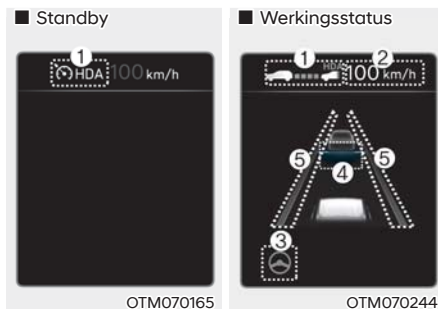 ■ Standby
① HDA 100 km/h
OTM070165
■ Werkingsstatus
① HDA ② 100 km/h
⑤ ⑤
④
③
OTM070244